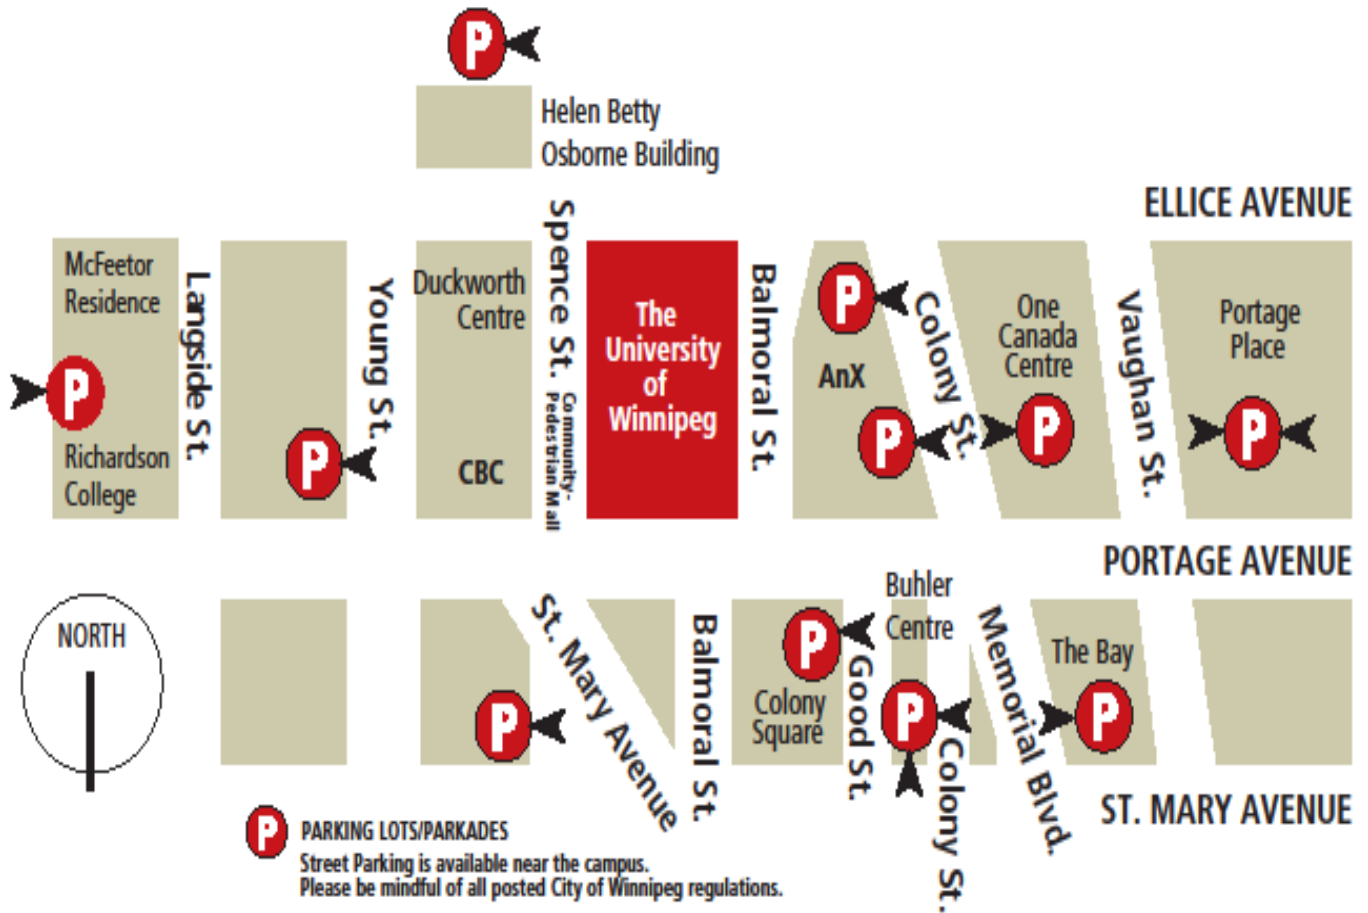 P
Helen Betty
Osborne Building
ELLICE AVENUE
McFeetor
Residence
P
Richardson
College
Langside St.
P
Young St.
Duckworth
Centre
CBC
Spence St.
Community-
Pedestrian Mall
The
University
of
Winnipeg
Balmoral St.
P
AnX
P
Colony St.
One
Canada
Centre
P
Vaughan St.
Portage
Place
P
PORTAGE AVENUE
NORTH
P
St. Mary Avenue
Balmoral St.
P
Colony
Square
Good St.
Buhler
Centre
P
Colony St.
Memorial Blvd.
The Bay
P
ST. MARY AVENUE
P PARKING LOTS/PARKADES
Street Parking is available near the campus.
Please be mindful of all posted City of Winnipeg regulations.